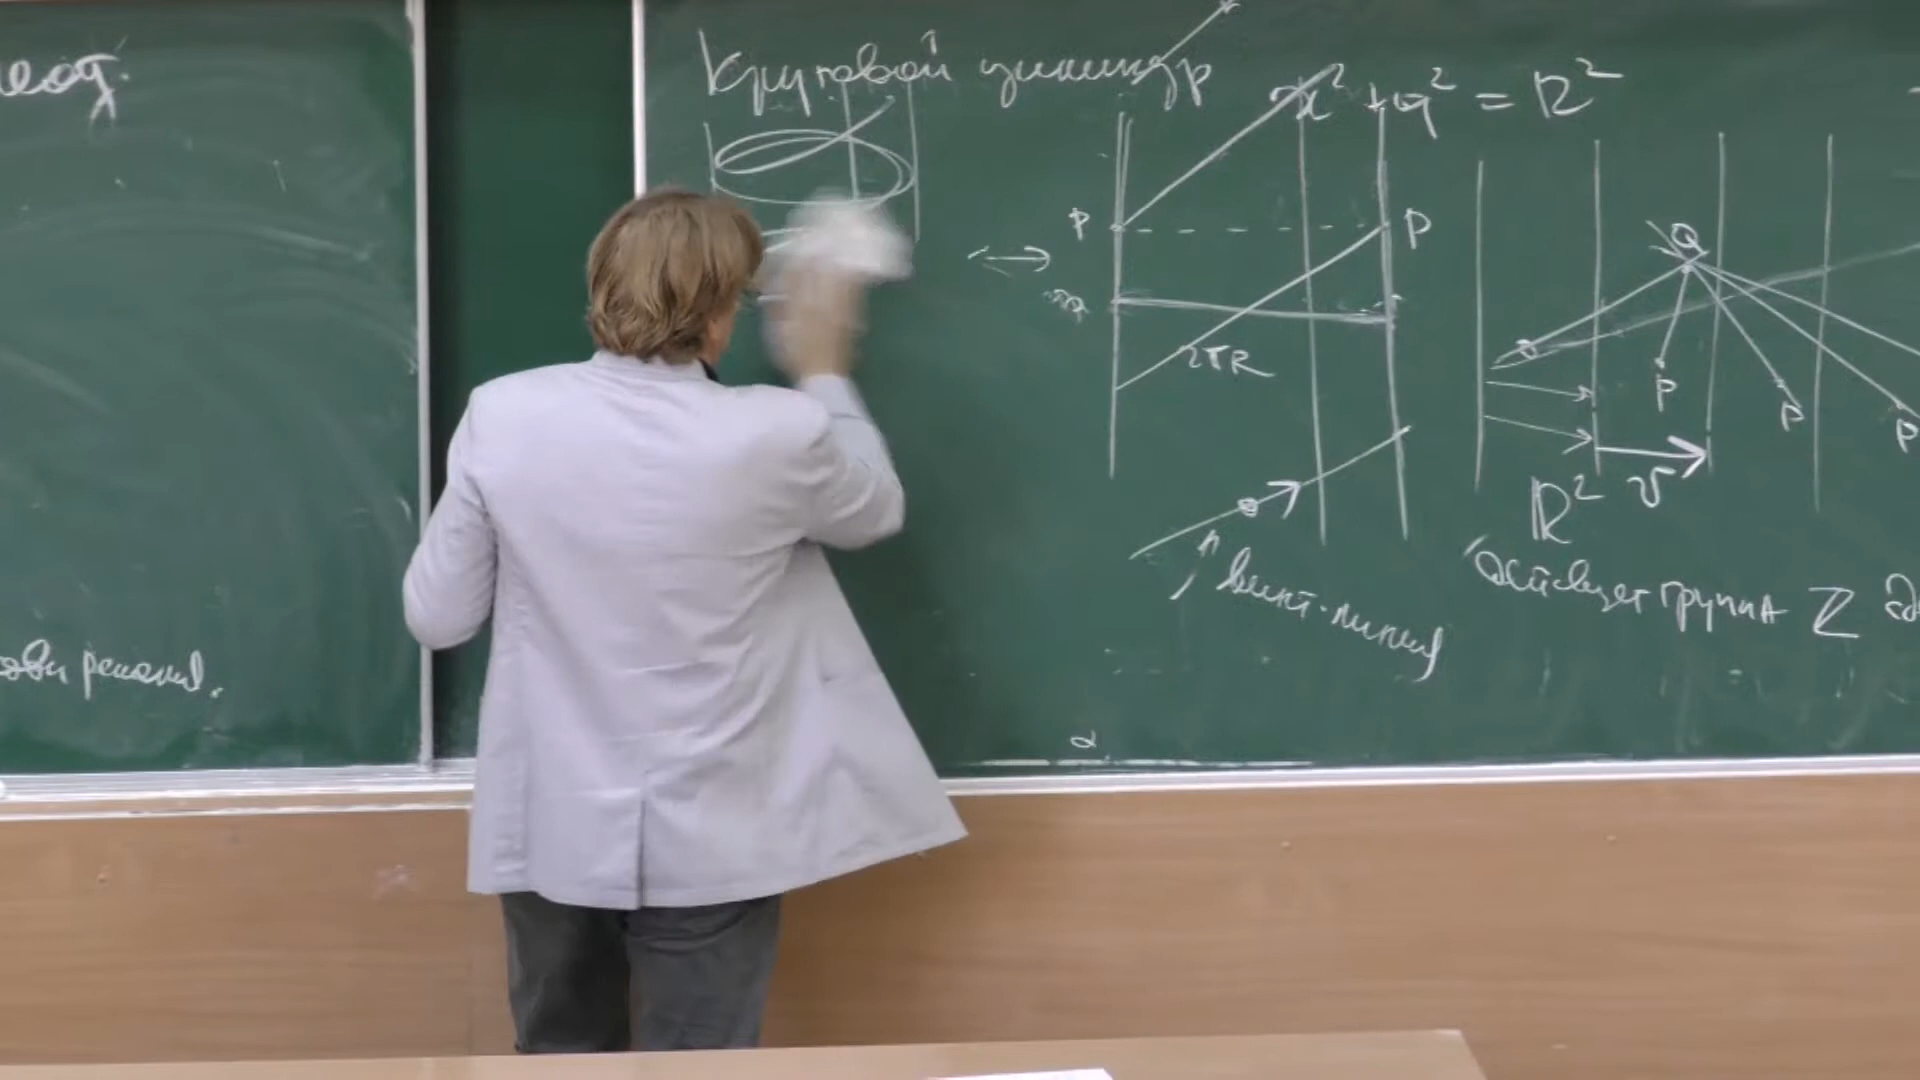 Круговой цилиндр x² + y² = R²
P P
Q
2πR
P P P
R² v
винт. линия
действует группа Z
α